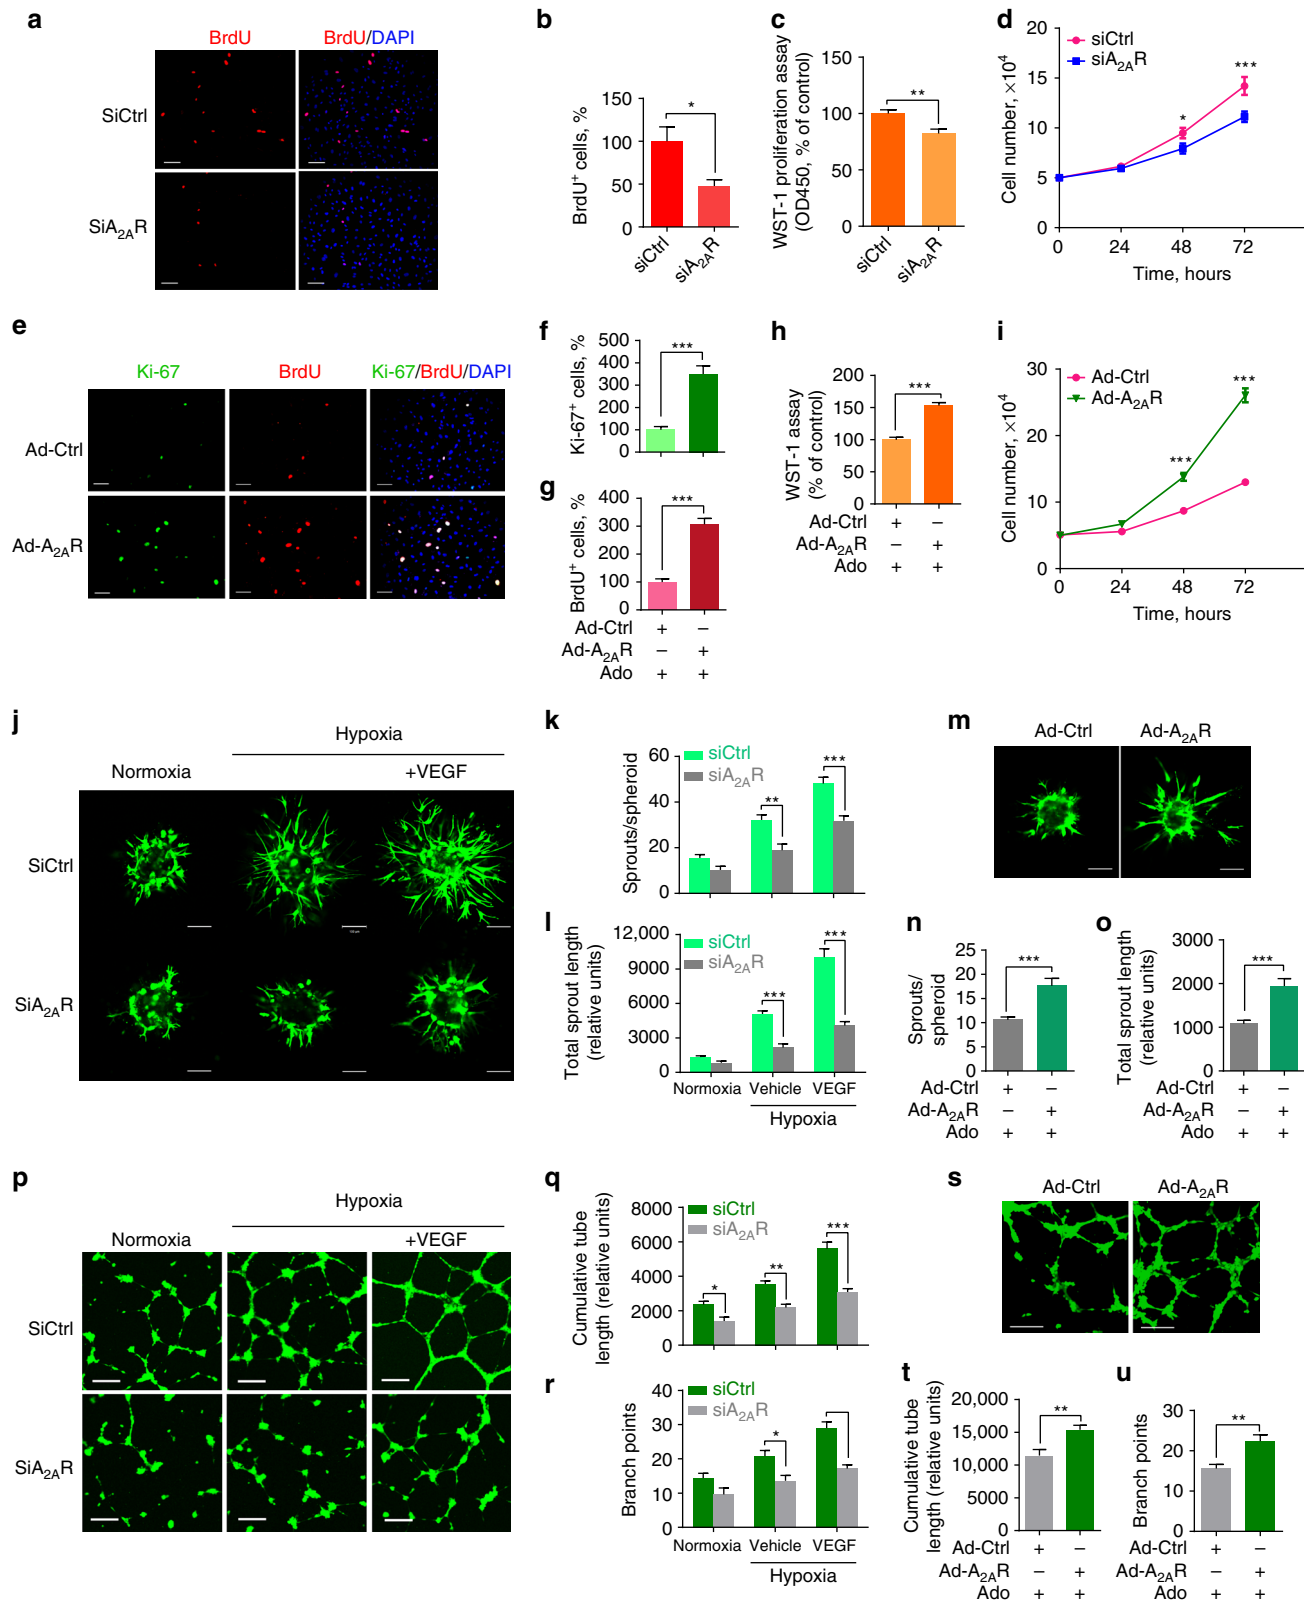 a
BrdU
BrdU/DAPI
SiCtrl
SiA2AR
b
BrdU+ cells, %
150
100
50
0
*
siCtrl
siA2AR
c
WST-1 proliferation assay
(OD450, % of control)
150
100
50
0
**
siCtrl
siA2AR
d
siCtrl
siA2AR
Cell number, ×10⁴
20
15
10
5
0
*
***
0 24 48 72
Time, hours
e
Ki-67
BrdU
Ki-67/BrdU/DAPI
Ad-Ctrl
Ad-A2AR
f
Ki-67+ cells, %
500
400
300
200
100
0
***
g
BrdU+ cells, %
400
300
200
100
0
***
Ad-Ctrl + −
Ad-A2AR − +
Ado + +
h
WST-1 assay
(% of control)
200
150
100
50
0
***
Ad-Ctrl + −
Ad-A2AR − +
Ado + +
i
Ad-Ctrl
Ad-A2AR
Cell number, ×10⁴
30
20
10
0
***
***
0 24 48 72
Time, hours
j
Hypoxia
Normoxia
+VEGF
SiCtrl
SiA2AR
k
siCtrl
siA2AR
Sprouts/spheroid
60
40
20
0
**
***
l
siCtrl
siA2AR
Total sprout length
(relative units)
12,000
9000
6000
3000
0
***
***
Normoxia Vehicle VEGF
Hypoxia
m
Ad-Ctrl
Ad-A2AR
n
Sprouts/
spheroid
25
20
15
10
5
0
***
Ad-Ctrl + −
Ad-A2AR − +
Ado + +
o
Total sprout length
(relative units)
3000
2000
1000
0
***
Ad-Ctrl + −
Ad-A2AR − +
Ado + +
p
Hypoxia
Normoxia
+VEGF
SiCtrl
SiA2AR
q
siCtrl
siA2AR
Cumulative tube
length (relative units)
8000
6000
4000
2000
0
*
**
***
r
siCtrl
siA2AR
Branch points
40
30
20
10
0
*
Normoxia Vehicle VEGF
Hypoxia
s
Ad-Ctrl
Ad-A2AR
t
Cumulative tube
length (relative units)
20,000
15,000
10,000
5000
0
**
Ad-Ctrl + −
Ad-A2AR − +
Ado + +
u
Branch points
30
20
10
0
**
Ad-Ctrl + −
Ad-A2AR − +
Ado + +